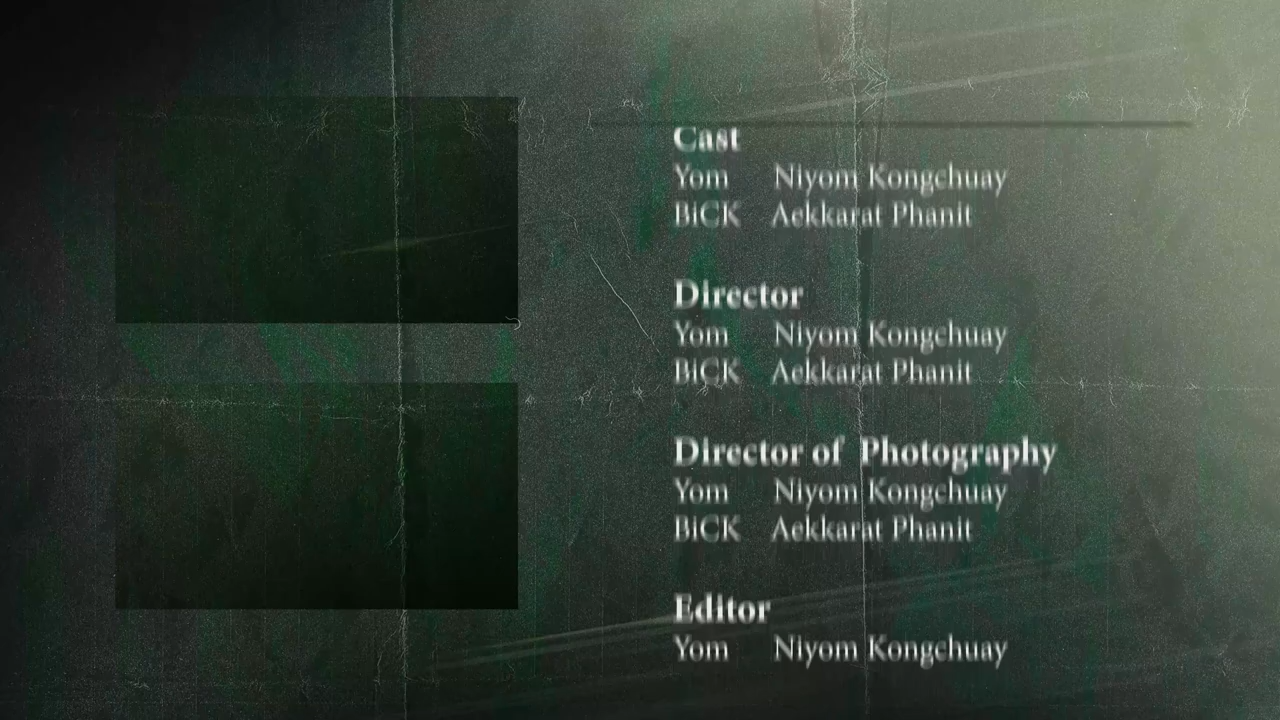 Cast
Yom Niyom Kongchuay
BiCK Aekkarat Phanit
Director
Yom Niyom Kongchuay
BiCK Aekkarat Phanit
Director of Photography
Yom Niyom Kongchuay
BiCK Aekkarat Phanit
Editor
Yom Niyom Kongchuay